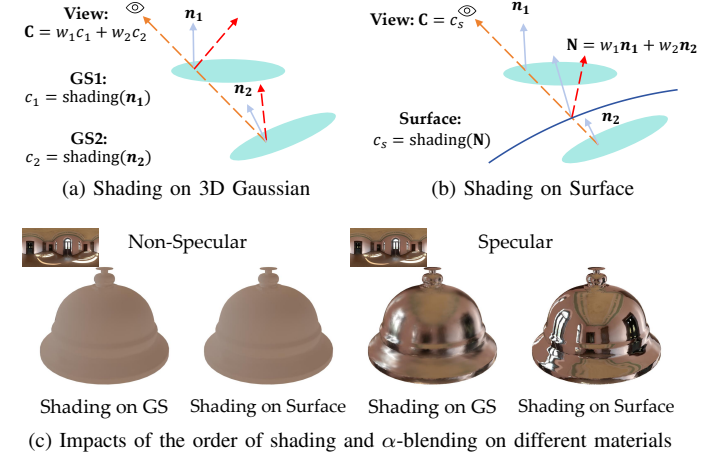 View:
C = w₁c₁ + w₂c₂
n₁
GS1:
c₁ = shading(n₁)
n₂
GS2:
c₂ = shading(n₂)
(a) Shading on 3D Gaussian
View: C = cₛ
n₁
N = w₁n₁ + w₂n₂
Surface:
cₛ = shading(N)
n₂
(b) Shading on Surface
Non-Specular
Specular
Shading on GS
Shading on Surface
Shading on GS
Shading on Surface
(c) Impacts of the order of shading and α-blending on different materials